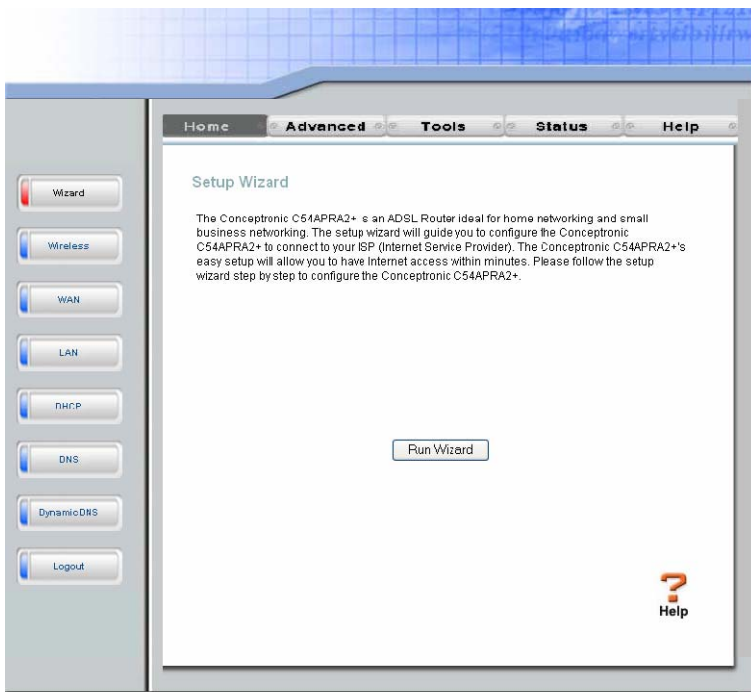 Home
Advanced
Tools
Status
Help
Wizard
Wireless
WAN
LAN
DHCP
DNS
DynamicDNS
Logout
Setup Wizard
The Conceptronic C54APRA2+ s an ADSL Router ideal for home networking and small
business networking. The setup wizard will guide you to configure the Conceptronic
C54APRA2+ to connect to your ISP (Internet Service Provider). The Conceptronic C54APRA2+'s
easy setup will allow you to have Internet access within minutes. Please follow the setup
wizard step by step to configure the Conceptronic C54APRA2+.
Run Wizard
?
Help